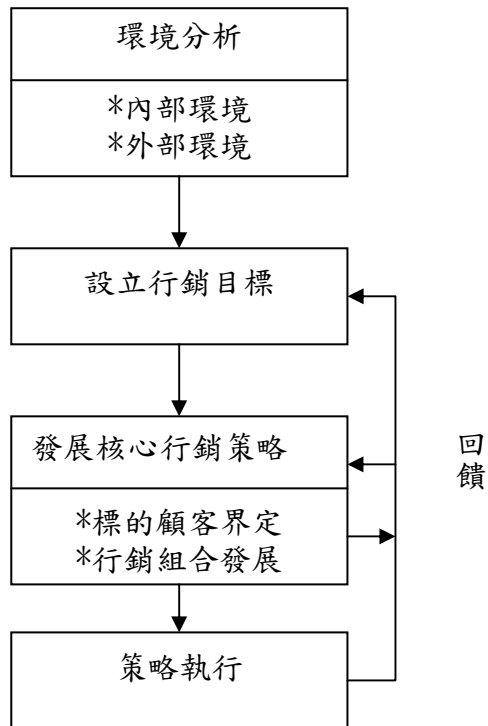 環境分析
*內部環境
*外部環境
設立行銷目標
發展核心行銷策略
*標的顧客界定
*行銷組合發展
策略執行
回饋